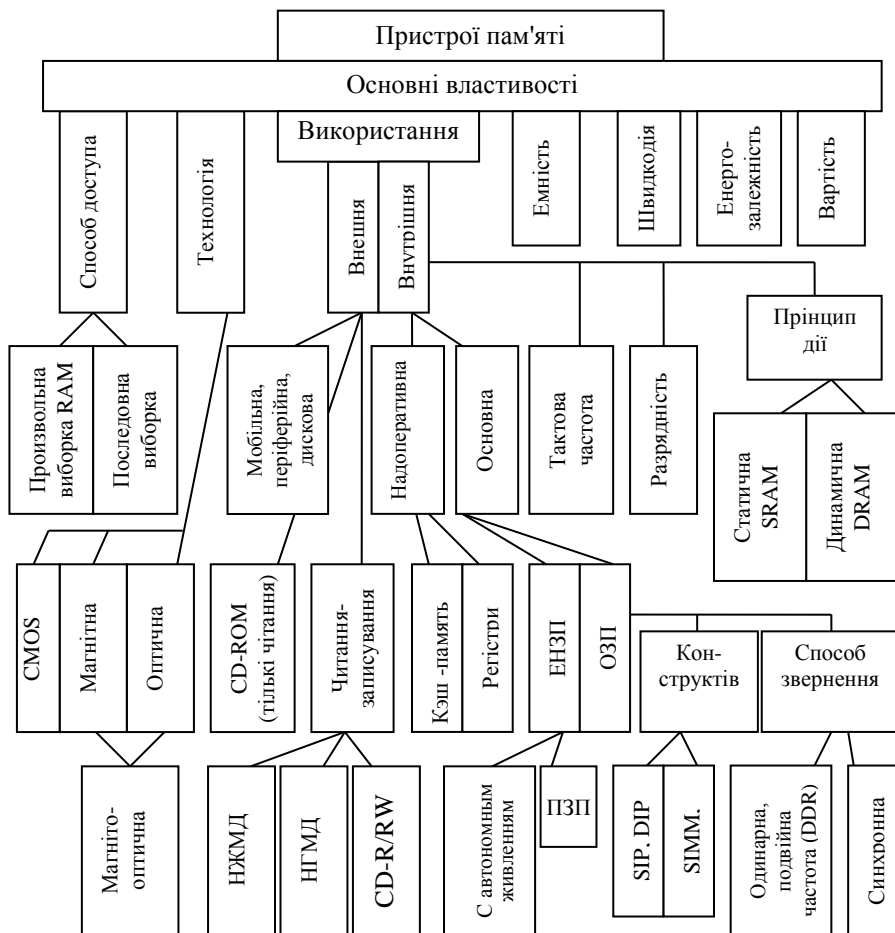 Пристрої пам'яті
Основні властивості
Спосіб доступа
Технологія
Використання
Внешня
Внутрішня
Емність
Швидкодія
Енерго-
залежність
Вартість
Прінцип
дії
Произвольна
виборка RAM
Последовна
виборка
Мобільна,
періферійна,
дискова
Надоперативна
Основна
Тактова
частота
Разрядність
Статична
SRAM
Динамична
DRAM
CMOS
Магнітна
Оптична
CD-ROM
(тількі чітання)
Читання-
записування
Кэш -память
Регістри
ЕНЗП
ОЗП
Кон-
структів
Способ
звернення
Магніто-
оптична
НЖМД
НГМД
CD-R/RW
С автономным
живленням
ПЗП
SIP. DIP
SIMM.
Одинарна,
подвійна
частота (DDR)
Синхронна